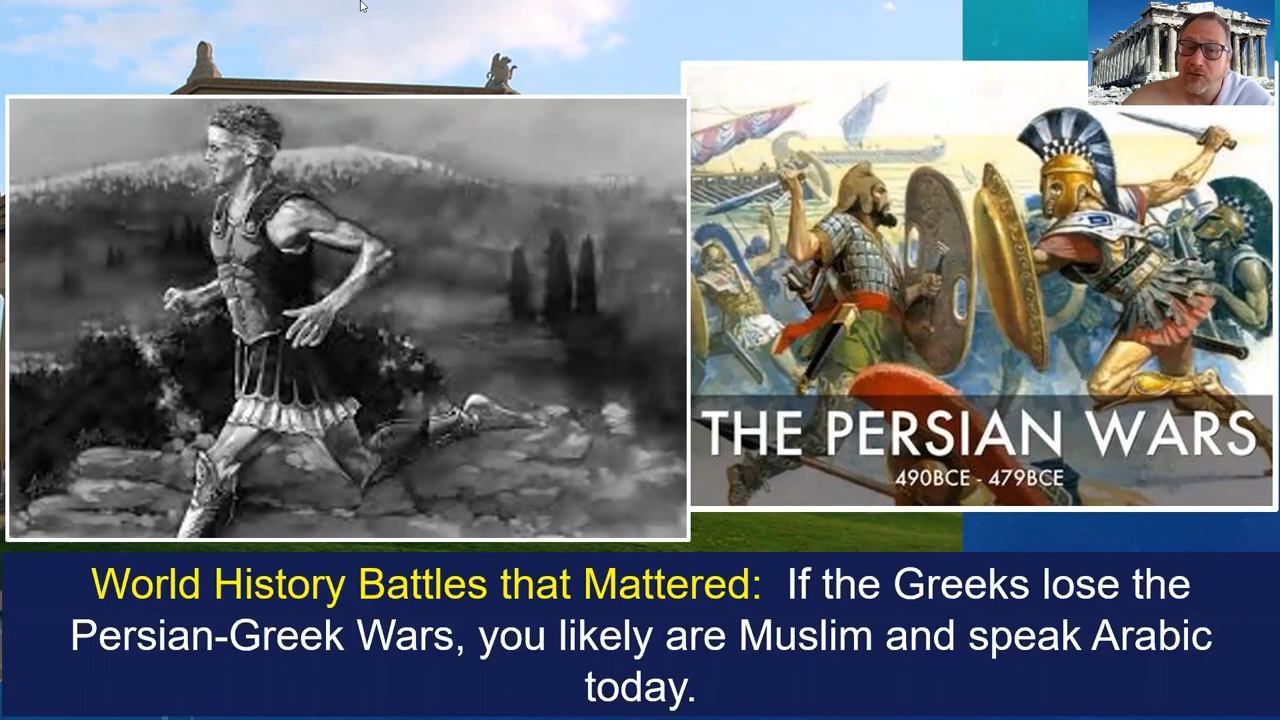 THE PERSIAN WARS
490BCE - 479BCE
World History Battles that Mattered: If the Greeks lose the
Persian-Greek Wars, you likely are Muslim and speak Arabic
today.